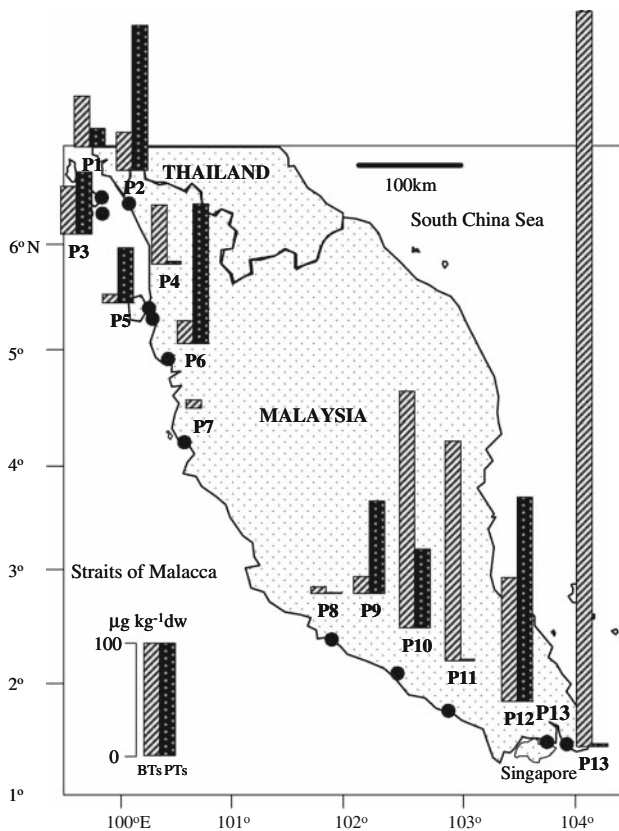 P1
P2
THAILAND
100km
South China Sea
P3
6° N
P4
P5
5°
P6
P7
MALAYSIA
4°
3°
Straits of Malacca
P8
P9
µg kg-1dw
100
P10
P11
2°
P12
P13
0
BTs PTs
Singapore
P13
1°
100°E
101°
102°
103°
104°